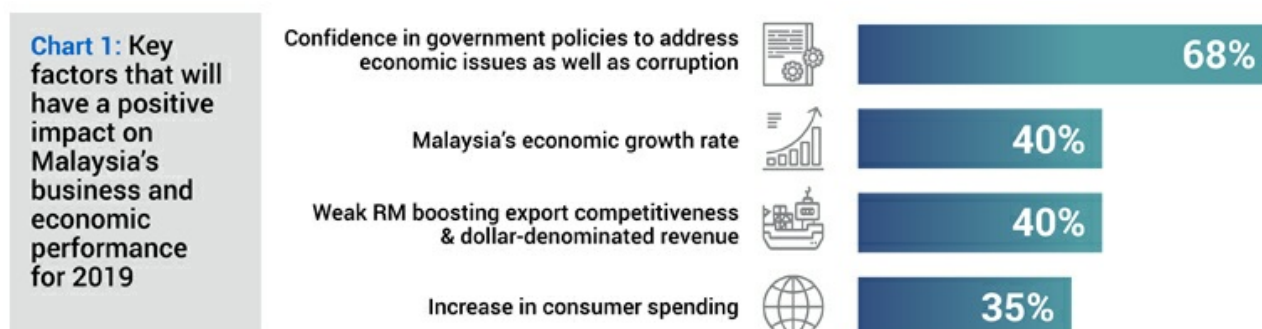 Chart 1: Key
factors that will
have a positive
impact on
Malaysia's
business and
economic
performance
for 2019
Confidence in government policies to address
economic issues as well as corruption
68%
Malaysia's economic growth rate
40%
Weak RM boosting export competitiveness
& dollar-denominated revenue
40%
Increase in consumer spending
35%